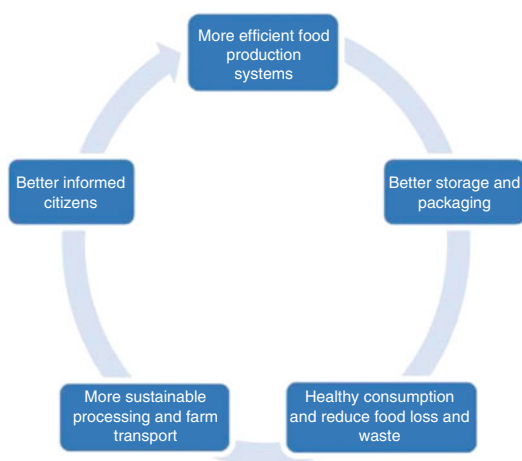 More efficient food
production
systems
Better storage and
packaging
Healthy consumption
and reduce food loss and
waste
More sustainable
processing and farm
transport
Better informed
citizens